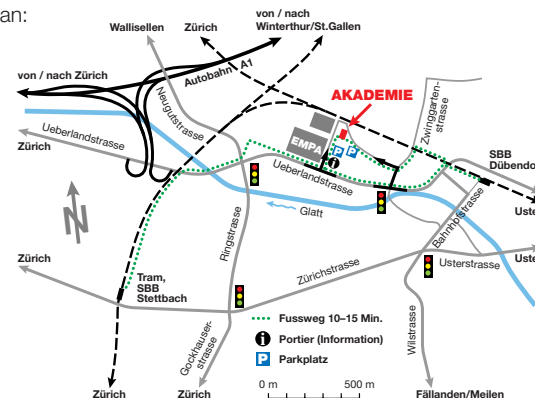 an:
Wallisellen
Zürich
von / nach
Winterthur/St.Gallen
von / nach Zürich
Autobahn A1
Neugutstrasse
AKADEMIE
Zwinggarten-
strasse
Ueberlandstrasse
Zürich
EMPA
P P
i
SBB
Dübendo
Ueberlandstrasse
N
Glatt
Bahnhofstrasse
Uste
Ringstrasse
Zürich
Zürichstrasse
Uste
Usterstrasse
Tram,
SBB
Stettbach
Fussweg 10–15 Min.
i Portier (Information)
P Parkplatz
Gockhauser-
strasse
Wilstrasse
0 m 500 m
Zürich
Zürich
Fällanden/Meilen